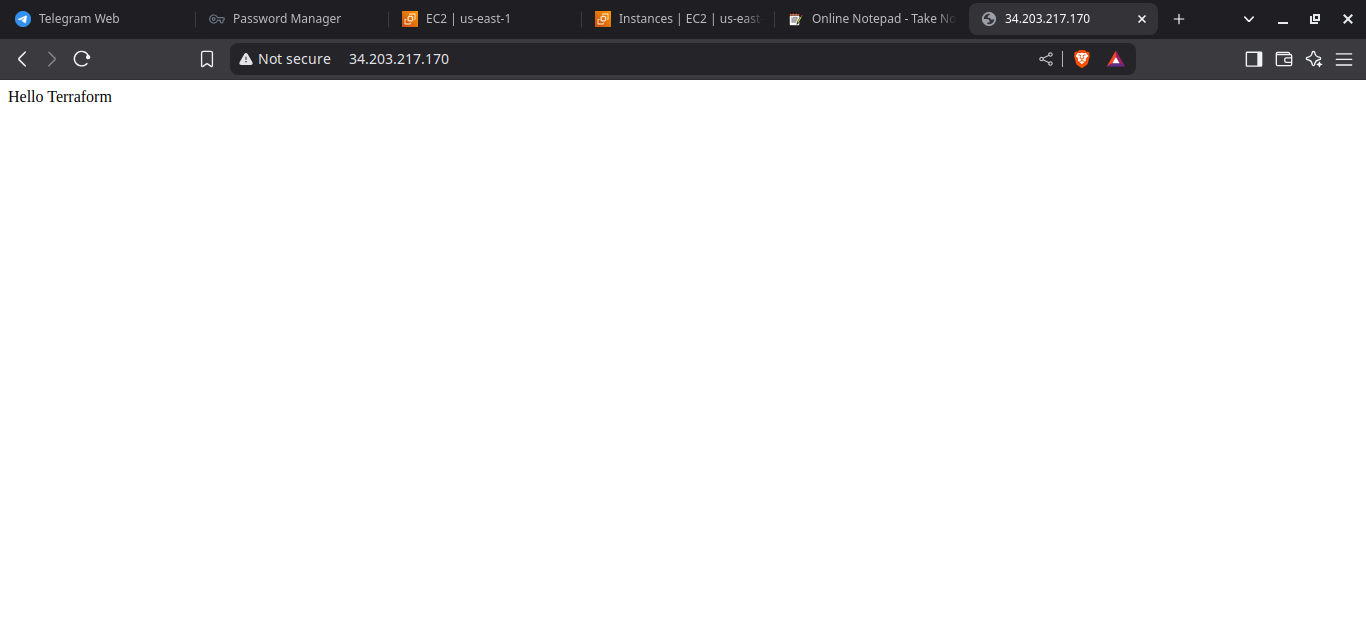 Telegram Web
Password Manager
EC2 | us-east-1
Instances | EC2 | us-east
Online Notepad - Take No
34.203.217.170
Not secure
34.203.217.170
Hello Terraform